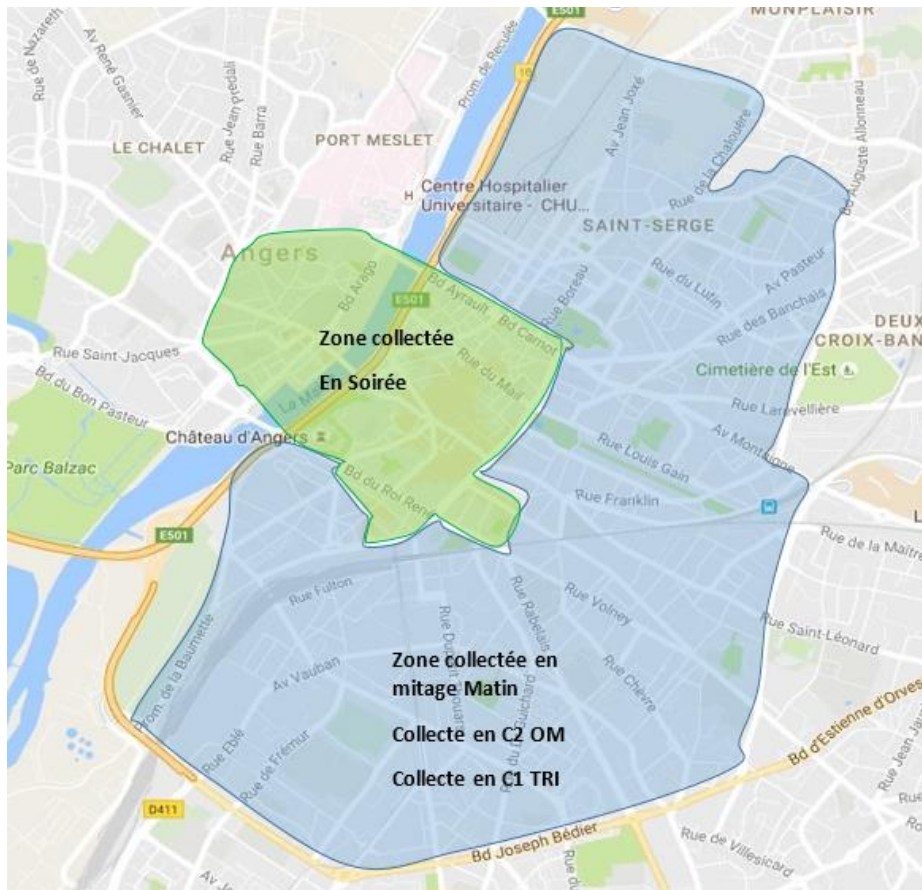 E501
MONPLAISIR
Rue de Nazareth
Av René Gasnier
Rue Jean Joxé
Prom. de Reculée
16
Av Jean Joxé
Rue Barra
LE CHALET
PORT MESLET
Rue de la Chalouère
Bd Auguste Allonneau
H Centre Hospitalier
Universitaire - CHU...
SAINT-SERGE
Angers
Bd Arago
Rue du Lutin
Av Pasteur
Bd Ayrault
Rue Boreau
E501
Bd Carnot
Rue des Banchais
DEUX
CROIX-BAN
Zone collectée
En Soirée
Rue Saint-Jacques
Rue du Mail
Cimetière de l'Est
Bd du Bon Pasteur
Rue Larevellière
Château d'Angers
Av Montaigne
Rue Louis Gain
Parc Balzac
Bd du Roi René
Rue Franklin
E501
Rue de la Maître
Rue Fulton
Rue Volney
Rue Rabelais
Rue Saint-Léonard
Prom. de la Baumette
Av Vauban
Rue Chèvre
Zone collectée en
mitage Matin
Collecte en C2 OM
Collecte en C1 TRI
Bd d'Estienne d'Orves
Rue Eblé
Rue de Frémur
D411
Bd Joseph Bédier
Rue de Villesicard
Rue Jean Ja